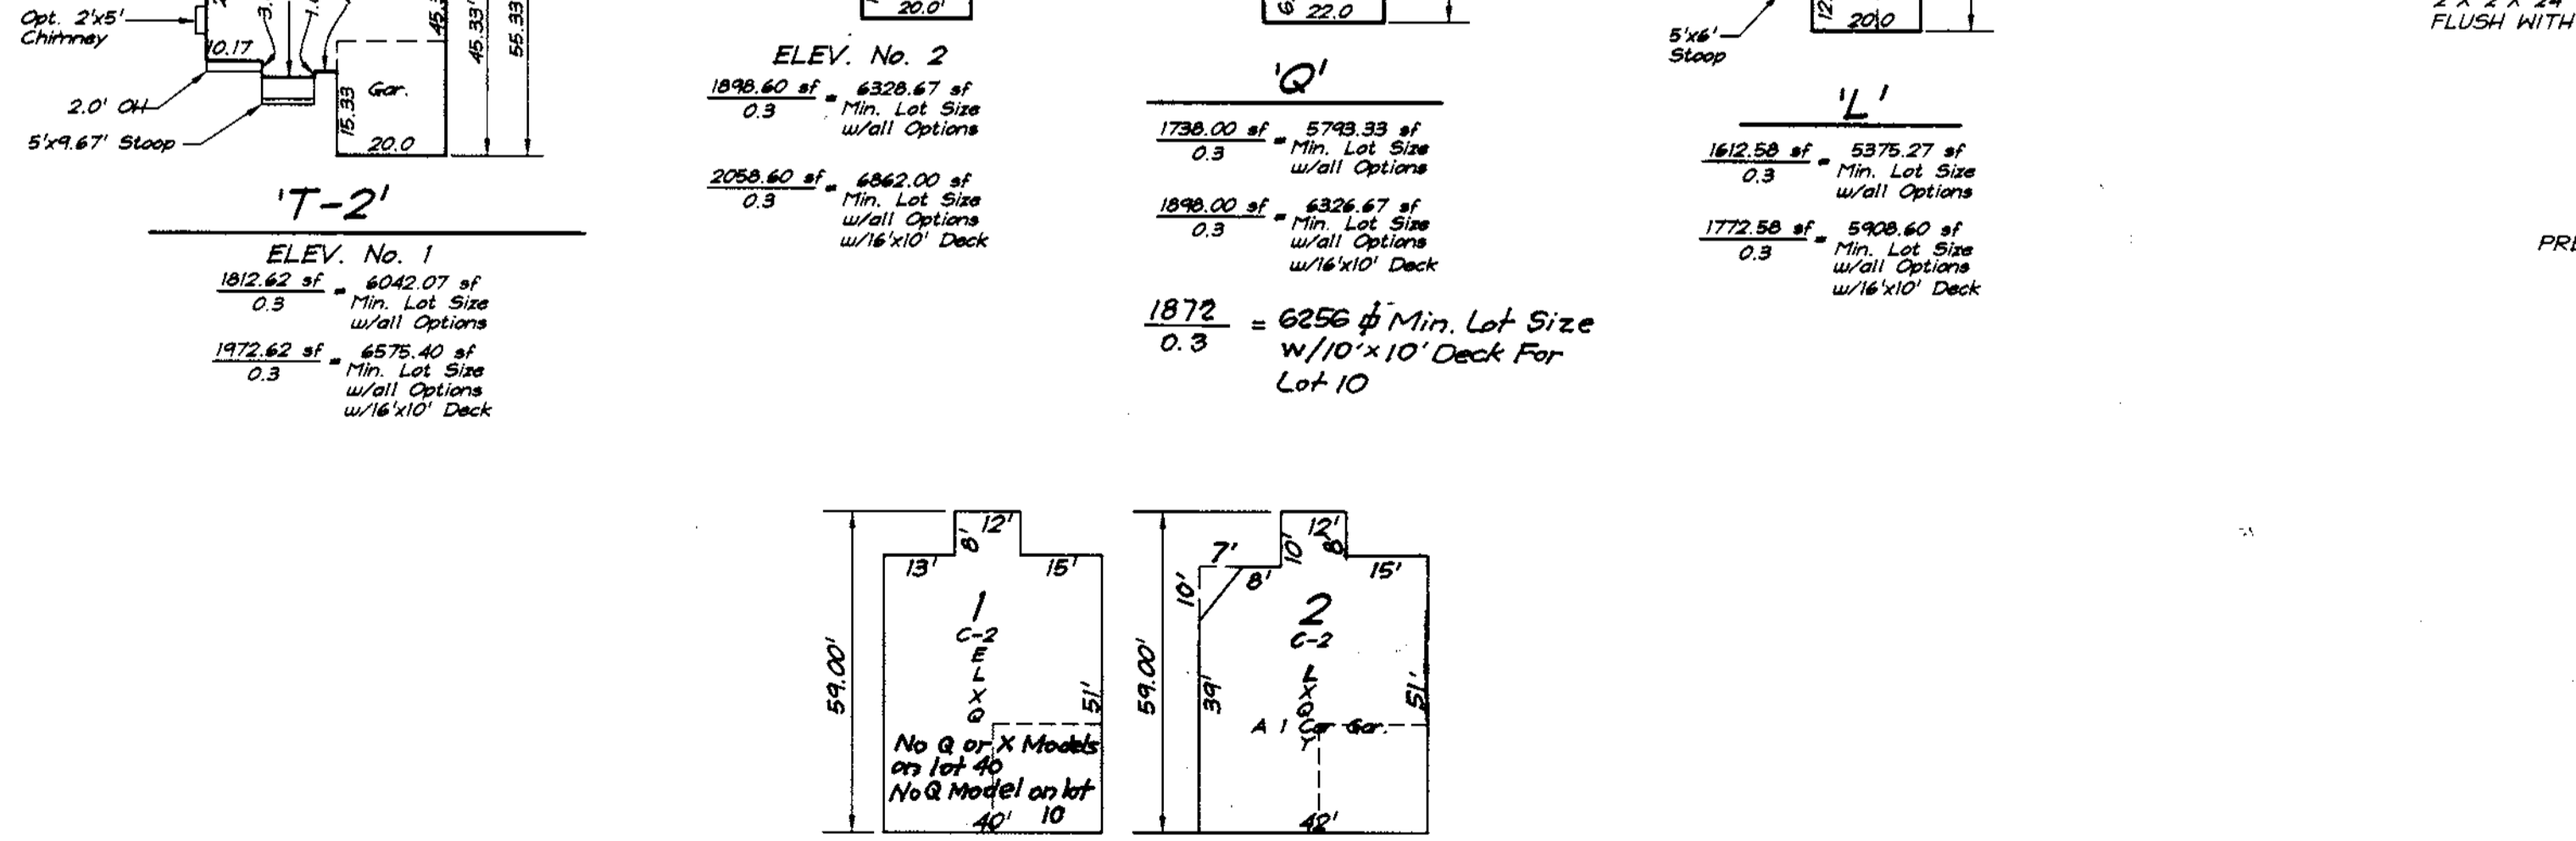 Opt. 2'x5'
Chimney
10.17
2.0' OH
5'x9.67' Stoop
15.33
Gar.
20.0
45.33'
55.33
'T-2'
ELEV. No. 1
1812.62 sf = 6042.07 sf
0.3
Min. Lot Size
w/all Options
1972.62 sf = 6575.40 sf
0.3
Min. Lot Size
w/all Options
w/16'x10' Deck
20.0'
ELEV. No. 2
1898.60 sf = 6328.67 sf
0.3
Min. Lot Size
w/all Options
2058.60 sf = 6862.00 sf
0.3
Min. Lot Size
w/all Options
w/16'x10' Deck
22.0
'Q'
1738.00 sf = 5793.33 sf
0.3
Min. Lot Size
w/all Options
1898.00 sf = 6326.67 sf
0.3
Min. Lot Size
w/all Options
w/16'x10' Deck
1872 = 6256 ϕ Min. Lot Size
0.3
W/10'x10' Deck For
Lot 10
5'x6'
Stoop
20.0
'L'
1612.58 sf = 5375.27 sf
0.3
Min. Lot Size
w/all Options
1772.58 sf = 5908.60 sf
0.3
Min. Lot Size
w/all Options
w/16'x10' Deck
FLUSH WITH
59.00'
12'
8'
13'
15'
1
C-2
E
L
X
Q
51'
No Q or X Models
on lot 40
No Q Model on lot
10
40'
59.00'
12'
10'
8'
7'
8'
15'
10'
2
C-2
L
X
Q
A 1 Car Gar.
Y
39'
51'
42'